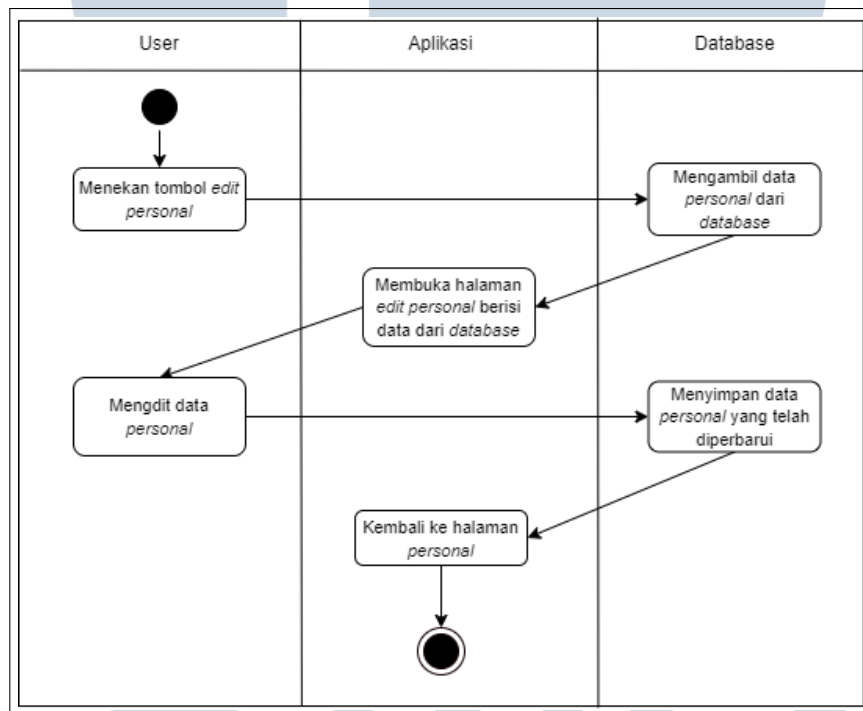 User
Aplikasi
Database
Menekan tombol edit
personal
Mengambil data
personal dari
database
Membuka halaman
edit personal berisi
data dari database
Mengdit data
personal
Menyimpan data
personal yang telah
diperbarui
Kembali ke halaman
personal